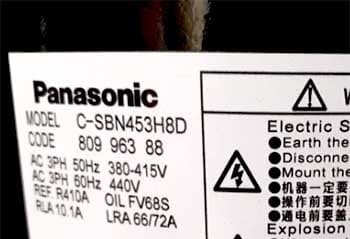 Panasonic
MODEL C-SBN453H8D
CODE 809 963 88
AC 3PH 50Hz 380-415V
AC 3PH 60Hz 440V
REF R410A OIL FV68S
RLA 10.1A LRA 66/72A
Electric S
●Earth the
●Disconne
●Mount the
●机器一定要
●操作前要切
●通电前要盖
Explosion